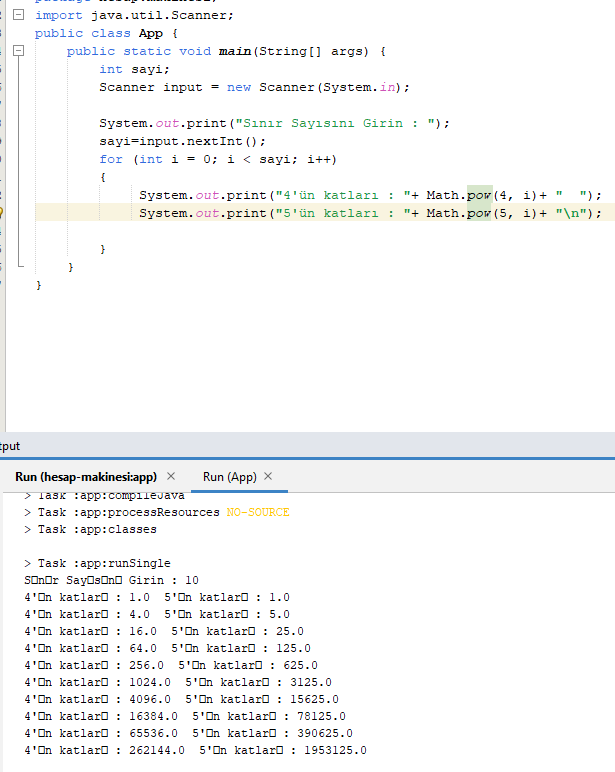 import java.util.Scanner;
public class App {
public static void main(String[] args) {
int sayi;
Scanner input = new Scanner(System.in);
System.out.print("Sınır Sayısını Girin : ");
sayi=input.nextInt();
for (int i = 0; i < sayi; i++)
{
System.out.print("4'ün katları : "+ Math.pow(4, i)+ "  ");
System.out.print("5'ün katları : "+ Math.pow(5, i)+ "\n");
}
}
}
Run (hesap-makinesi:app) × Run (App) ×
> Task :app:compileJava
> Task :app:processResources NO-SOURCE
> Task :app:classes
> Task :app:runSingle
S□n□r Say□s□n□ Girin : 10
4'□n katlar□ : 1.0  5'□n katlar□ : 1.0
4'□n katlar□ : 4.0  5'□n katlar□ : 5.0
4'□n katlar□ : 16.0  5'□n katlar□ : 25.0
4'□n katlar□ : 64.0  5'□n katlar□ : 125.0
4'□n katlar□ : 256.0  5'□n katlar□ : 625.0
4'□n katlar□ : 1024.0  5'□n katlar□ : 3125.0
4'□n katlar□ : 4096.0  5'□n katlar□ : 15625.0
4'□n katlar□ : 16384.0  5'□n katlar□ : 78125.0
4'□n katlar□ : 65536.0  5'□n katlar□ : 390625.0
4'□n katlar□ : 262144.0  5'□n katlar□ : 1953125.0